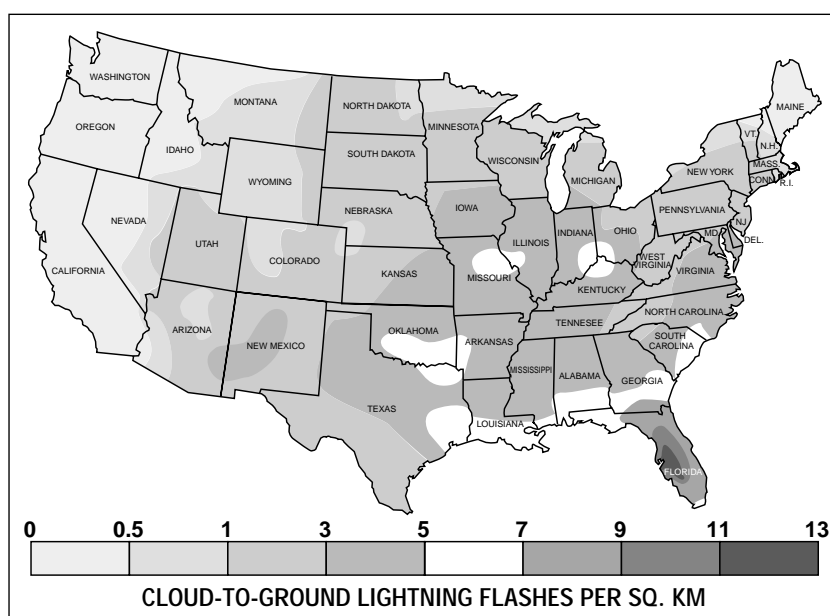 WASHINGTON
MONTANA
NORTH DAKOTA
MINNESOTA
MAINE
OREGON
IDAHO
SOUTH DAKOTA
WISCONSIN
VT.
N.H.
MASS.
WYOMING
MICHIGAN
NEW YORK
CONN.
R.I.
NEVADA
NEBRASKA
IOWA
PENNSYLVANIA
NJ
UTAH
COLORADO
ILLINOIS
INDIANA
OHIO
MD.
DEL.
CALIFORNIA
KANSAS
MISSOURI
WEST
VIRGINIA
VIRGINIA
KENTUCKY
ARIZONA
NEW MEXICO
OKLAHOMA
ARKANSAS
TENNESEE
NORTH CAROLINA
SOUTH
CAROLINA
TEXAS
MISSISSIPPI
ALABAMA
GEORGIA
LOUISIANA
FLORIDA
0 0.5 1 3 5 7 9 11 13
CLOUD-TO-GROUND LIGHTNING FLASHES PER SQ. KM